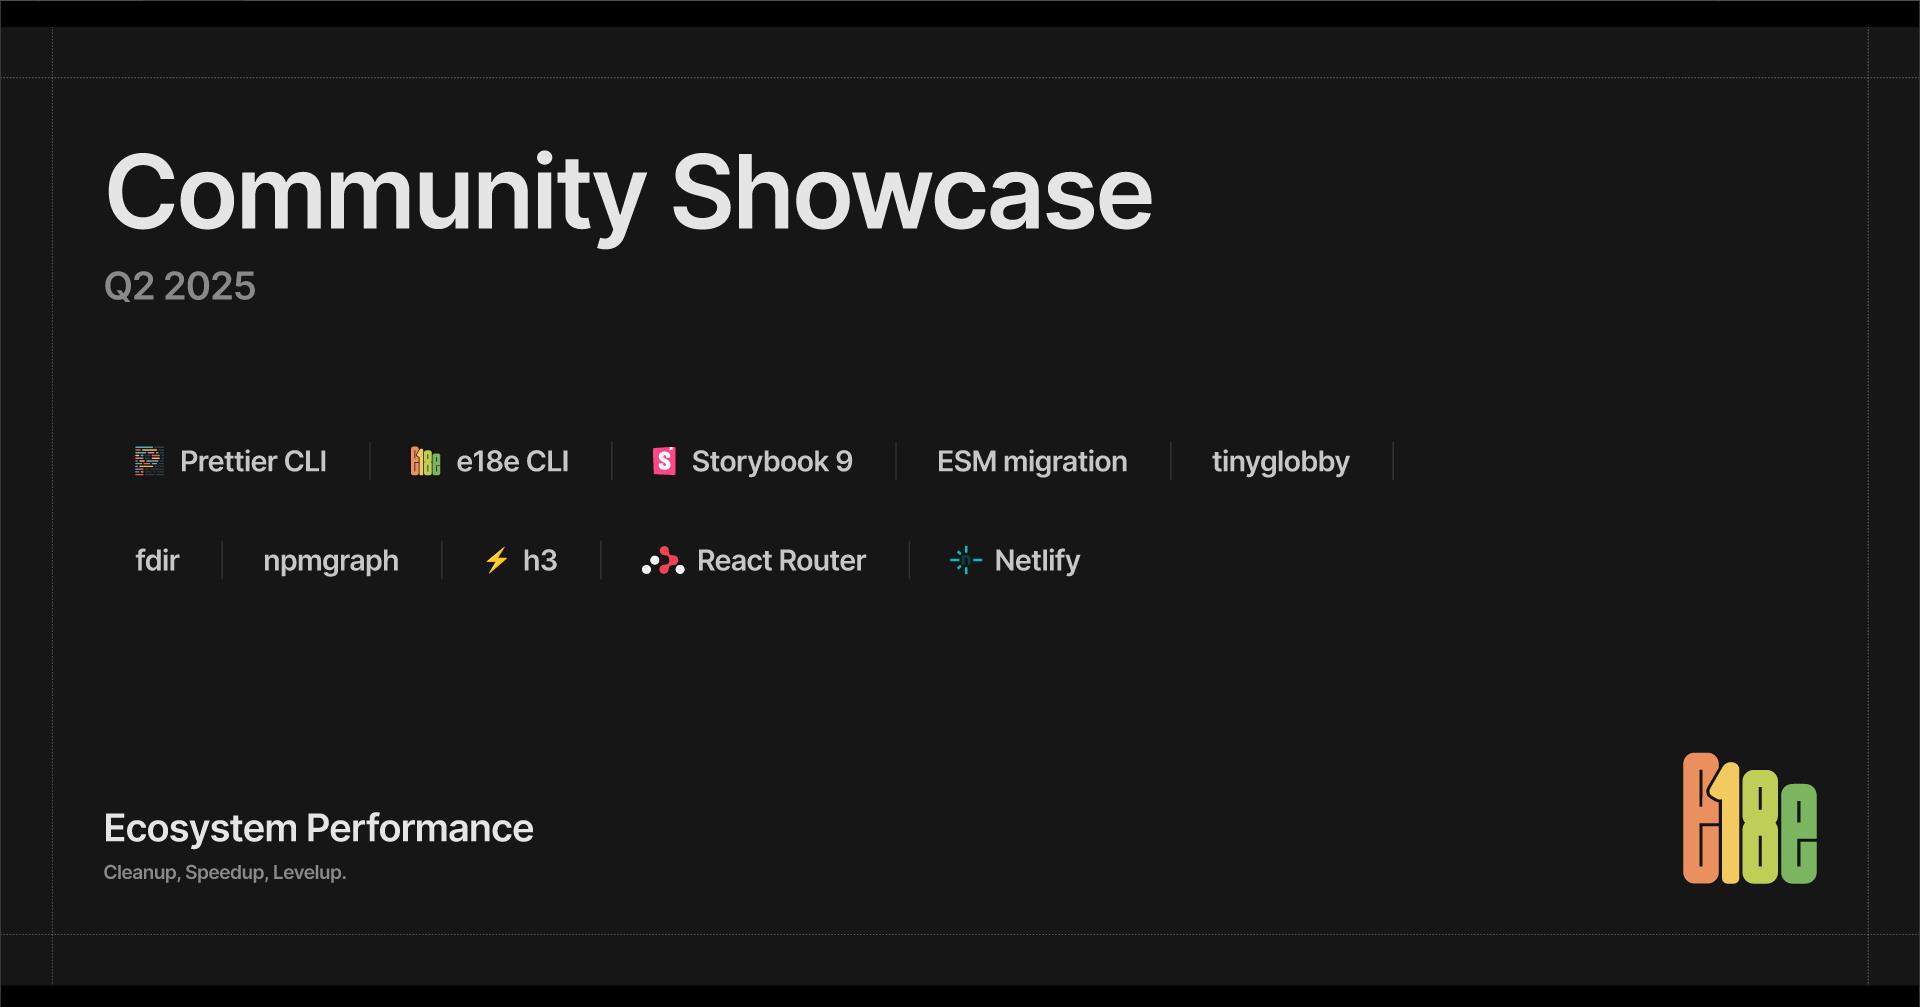 Community Showcase
Q2 2025
Prettier CLI e18e CLI S Storybook 9 ESM migration tinyglobby
fdir npmgraph h3 React Router Netlify
Ecosystem Performance
Cleanup, Speedup, Levelup.
e18e